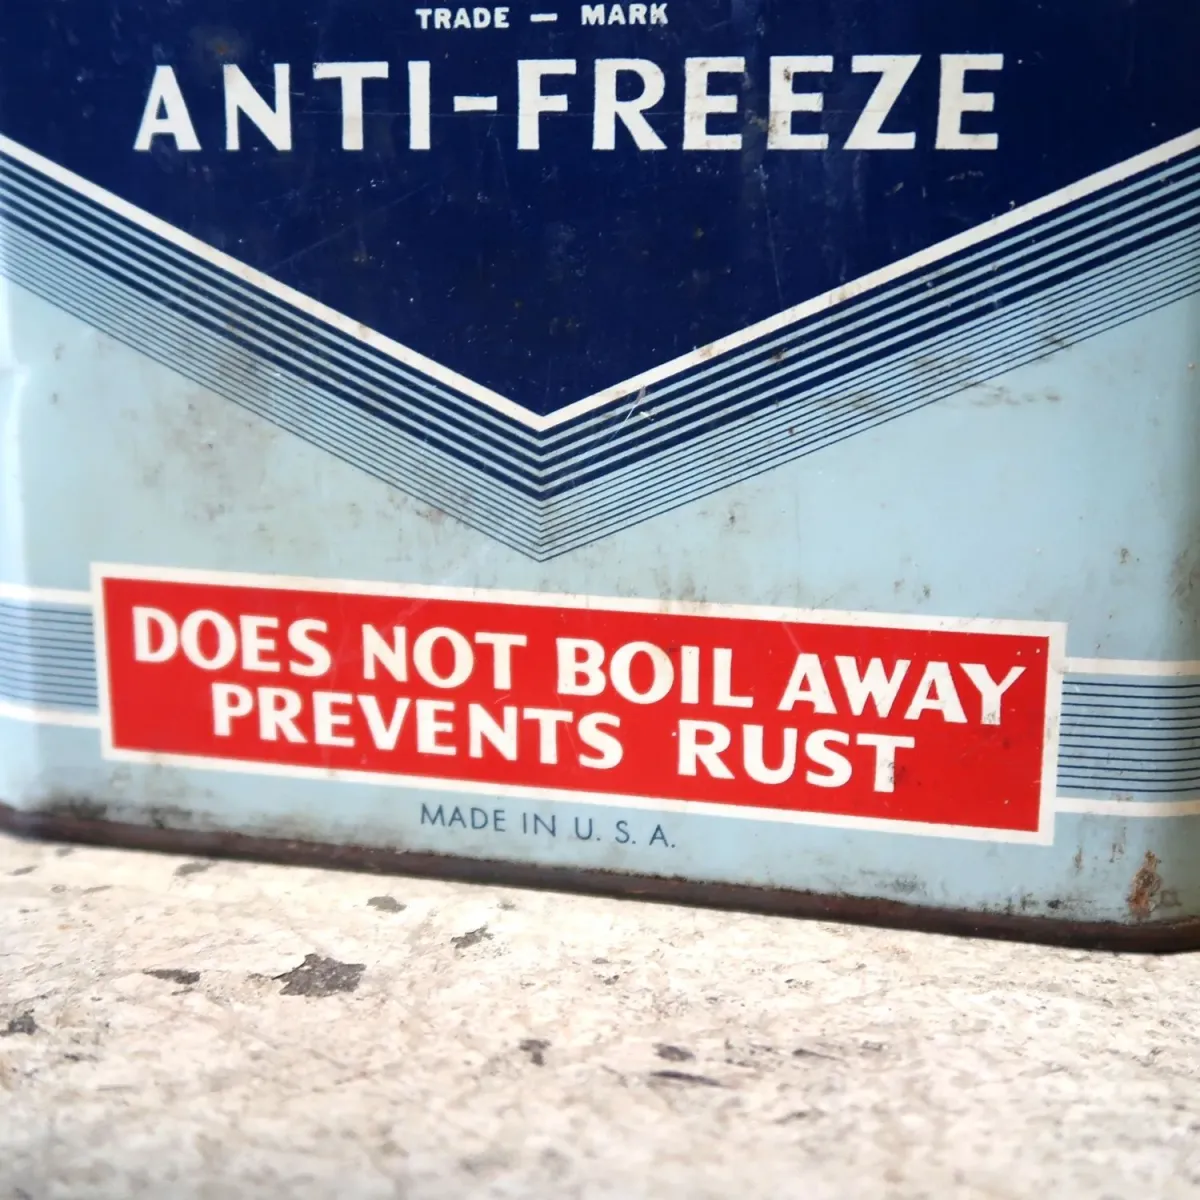 TRADE — MARK
ANTI-FREEZE
DOES NOT BOIL AWAY
PREVENTS RUST
MADE IN U. S. A.